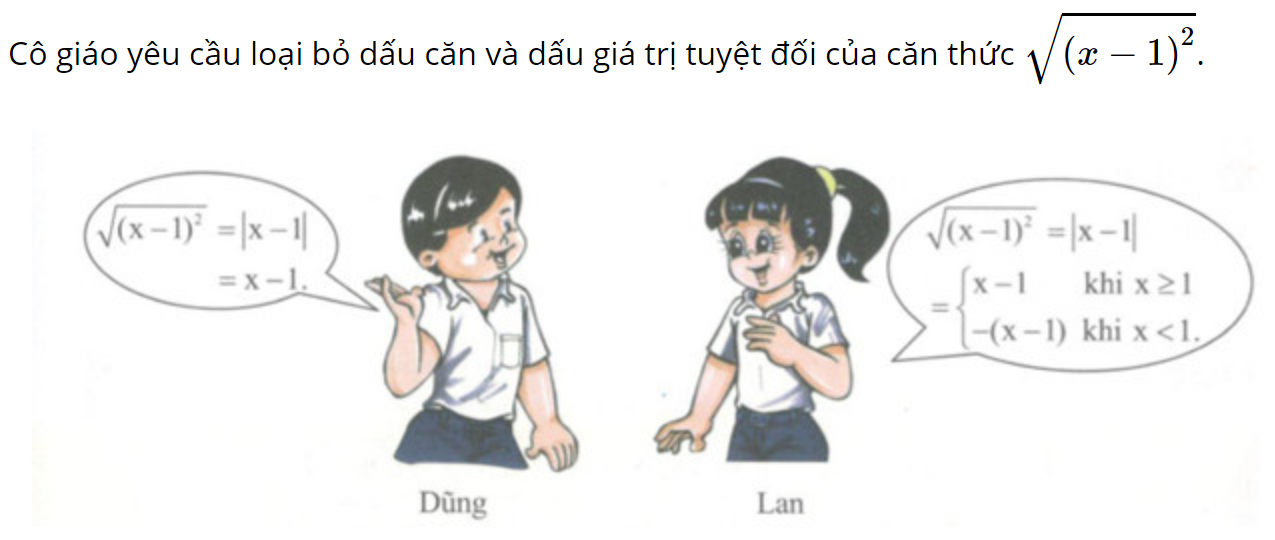 Cô giáo yêu cầu loại bỏ dấu căn và dấu giá trị tuyệt đối của căn thức √(x − 1)².
√(x − 1)² = |x − 1|
= x − 1.
√(x − 1)² = |x − 1|
= { x − 1 khi x ≥ 1
−(x − 1) khi x < 1.
Dũng
Lan